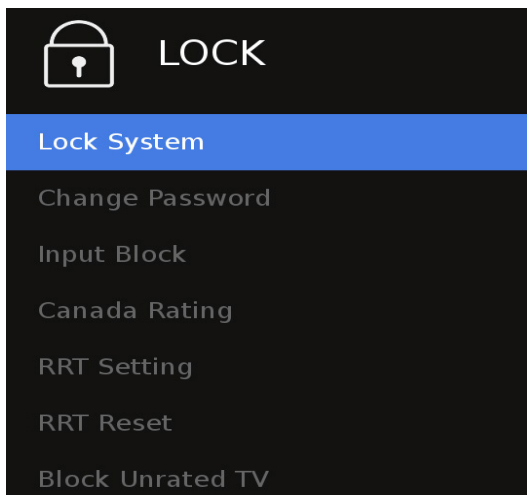 LOCK
Lock System
Change Password
Input Block
Canada Rating
RRT Setting
RRT Reset
Block Unrated TV